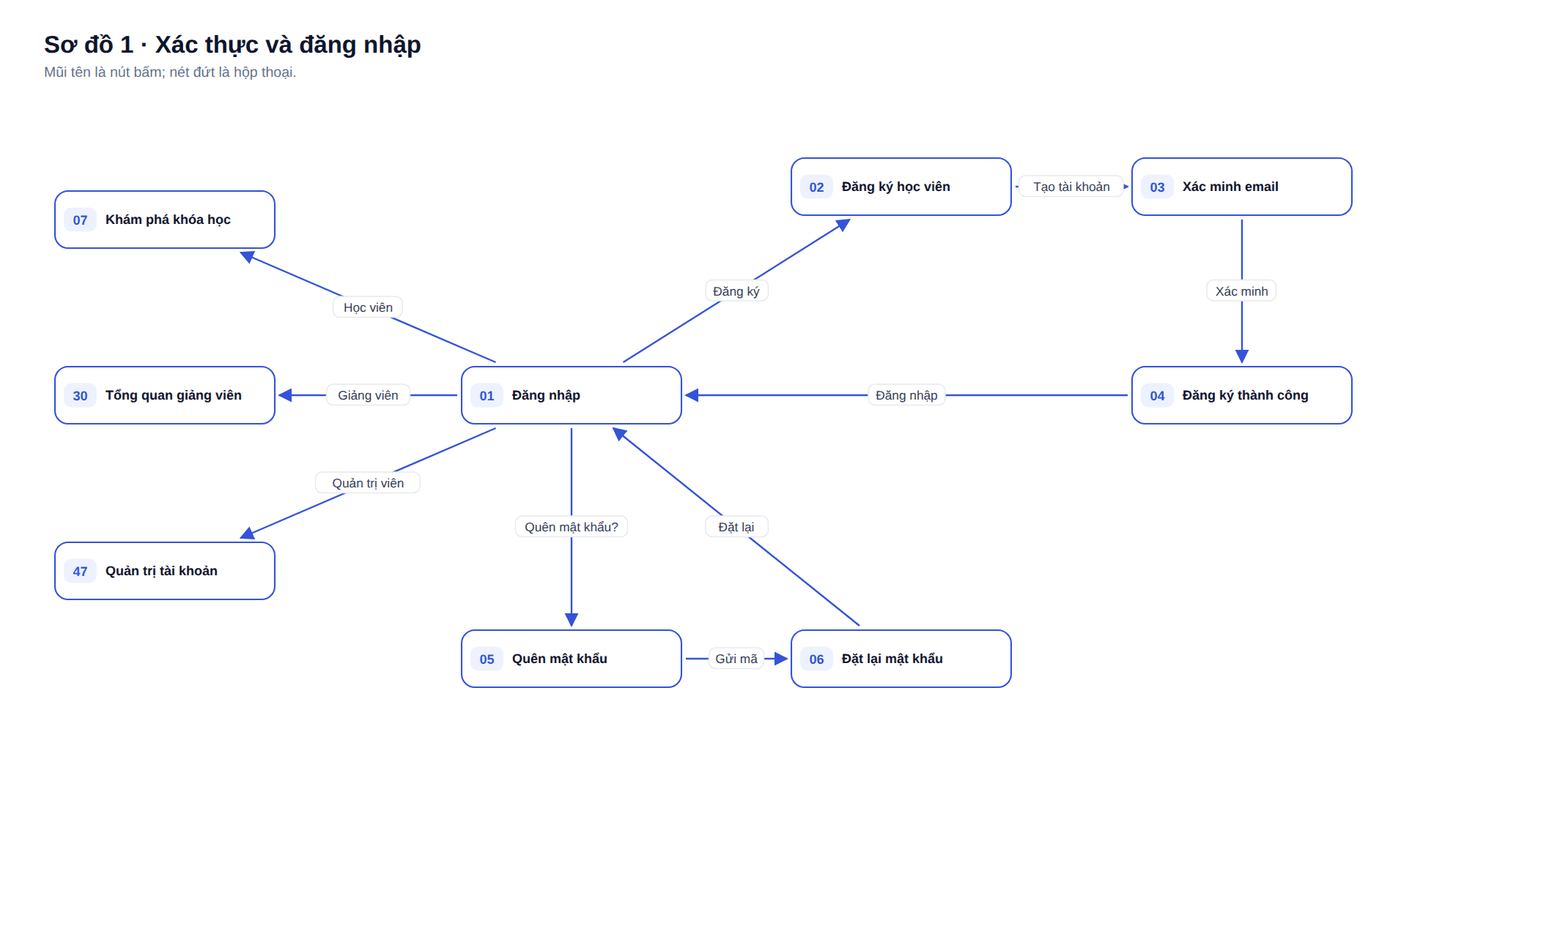 Sơ đồ 1 · Xác thực và đăng nhập
Mũi tên là nút bấm; nét đứt là hộp thoại.
02 Đăng ký học viên
Tạo tài khoản
03 Xác minh email
07 Khám phá khóa học
Học viên
Đăng ký
Xác minh
30 Tổng quan giảng viên
Giảng viên
01 Đăng nhập
Đăng nhập
04 Đăng ký thành công
Quản trị viên
Quên mật khẩu?
Đặt lại
47 Quản trị tài khoản
05 Quên mật khẩu
Gửi mã
06 Đặt lại mật khẩu